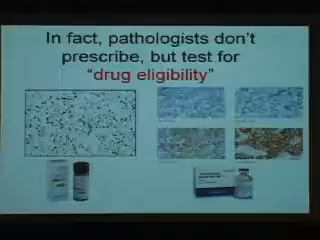 In fact, pathologists don't
prescribe, but test for
"drug eligibility"